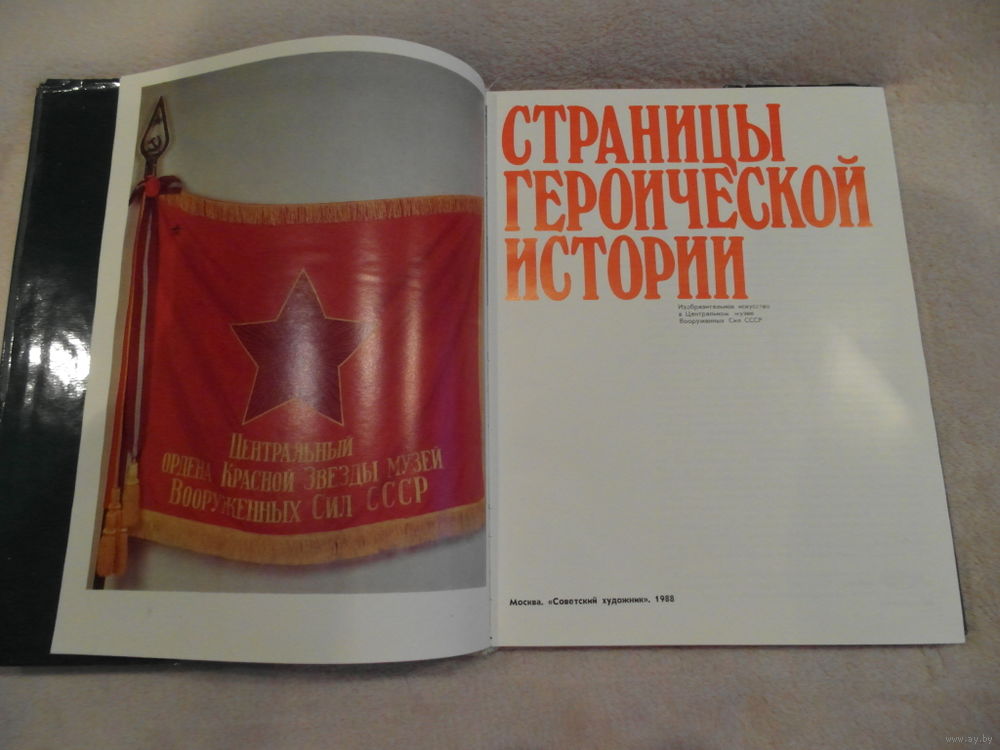 Центральный
ордена Красной Звезды музей
Вооруженных Сил СССР
СТРАНИЦЫ
ГЕРОИЧЕСКОЙ
ИСТОРИИ
Изобразительное искусство
в Центральном музее
Вооруженных Сил СССР
Москва. «Советский художник». 1988
www.ay.by